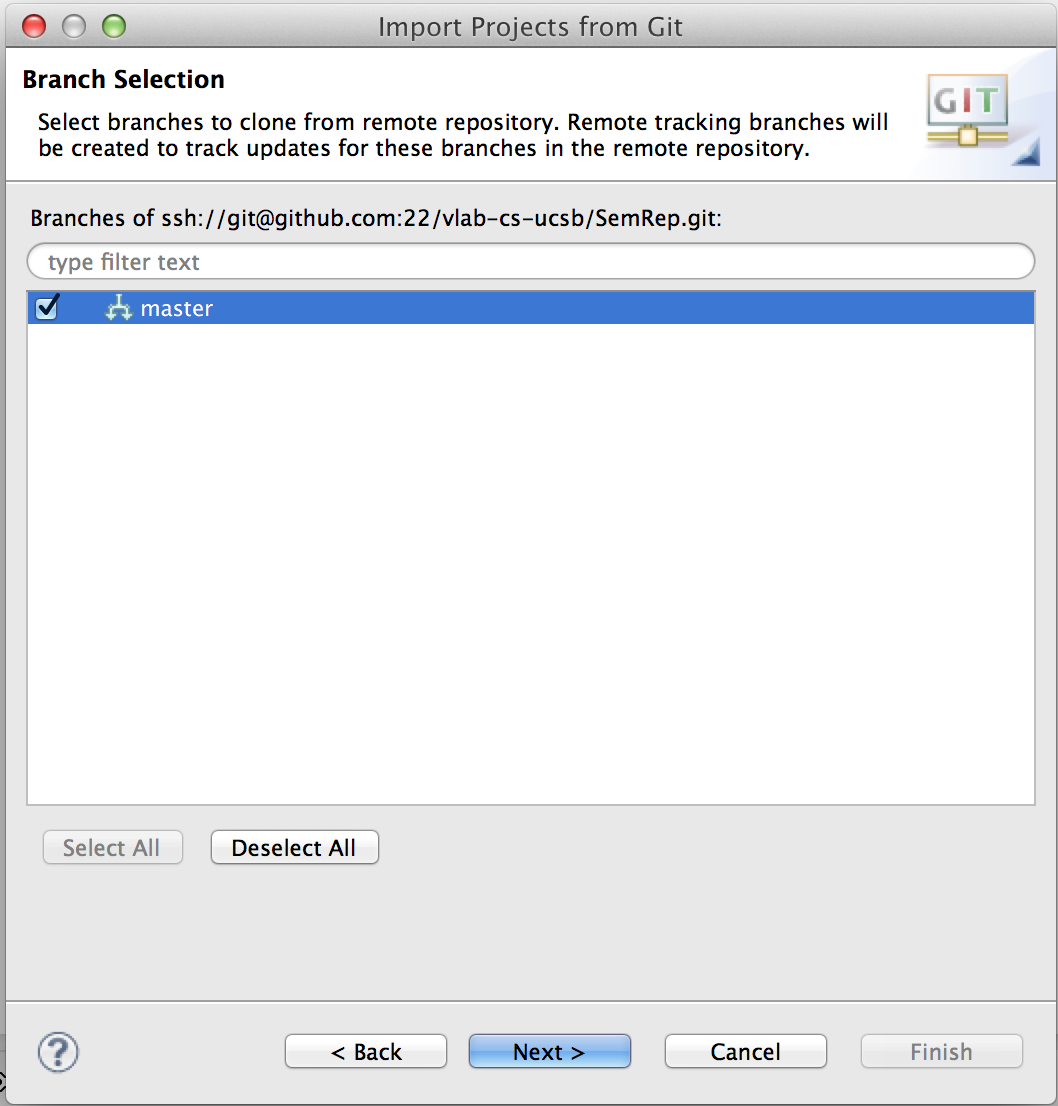 Import Projects from Git
Branch Selection
Select branches to clone from remote repository. Remote tracking branches will
be created to track updates for these branches in the remote repository.
GIT
Branches of ssh://git@github.com:22/vlab-cs-ucsb/SemRep.git:
type filter text
master
Select All
Deselect All
?
< Back
Next >
Cancel
Finish